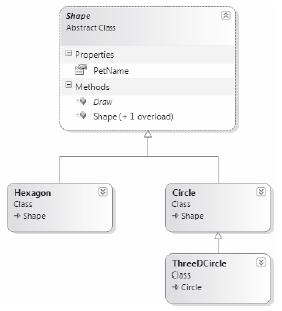 Shape
Abstract Class
Properties
PetName
Methods
Draw
Shape (+ 1 overload)
Hexagon
Class
Shape
Circle
Class
Shape
ThreeDCircle
Class
Circle